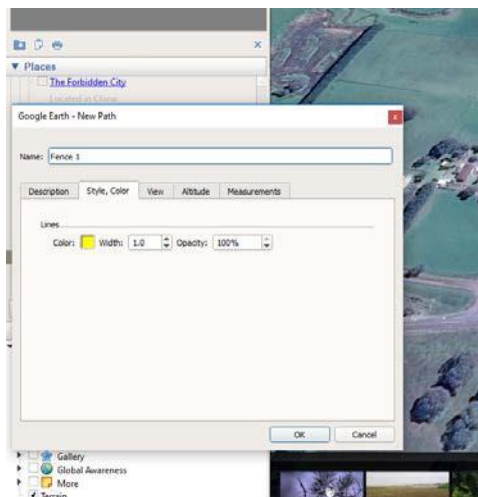 Places
The Forbidden City
Located in China
Google Earth - New Path
Name: Fence 1
Description Style, Color View Altitude Measurements
Lines
Color: Width: 1.0 Opacity: 100%
OK Cancel
Gallery
Global Awareness
More
Terrain